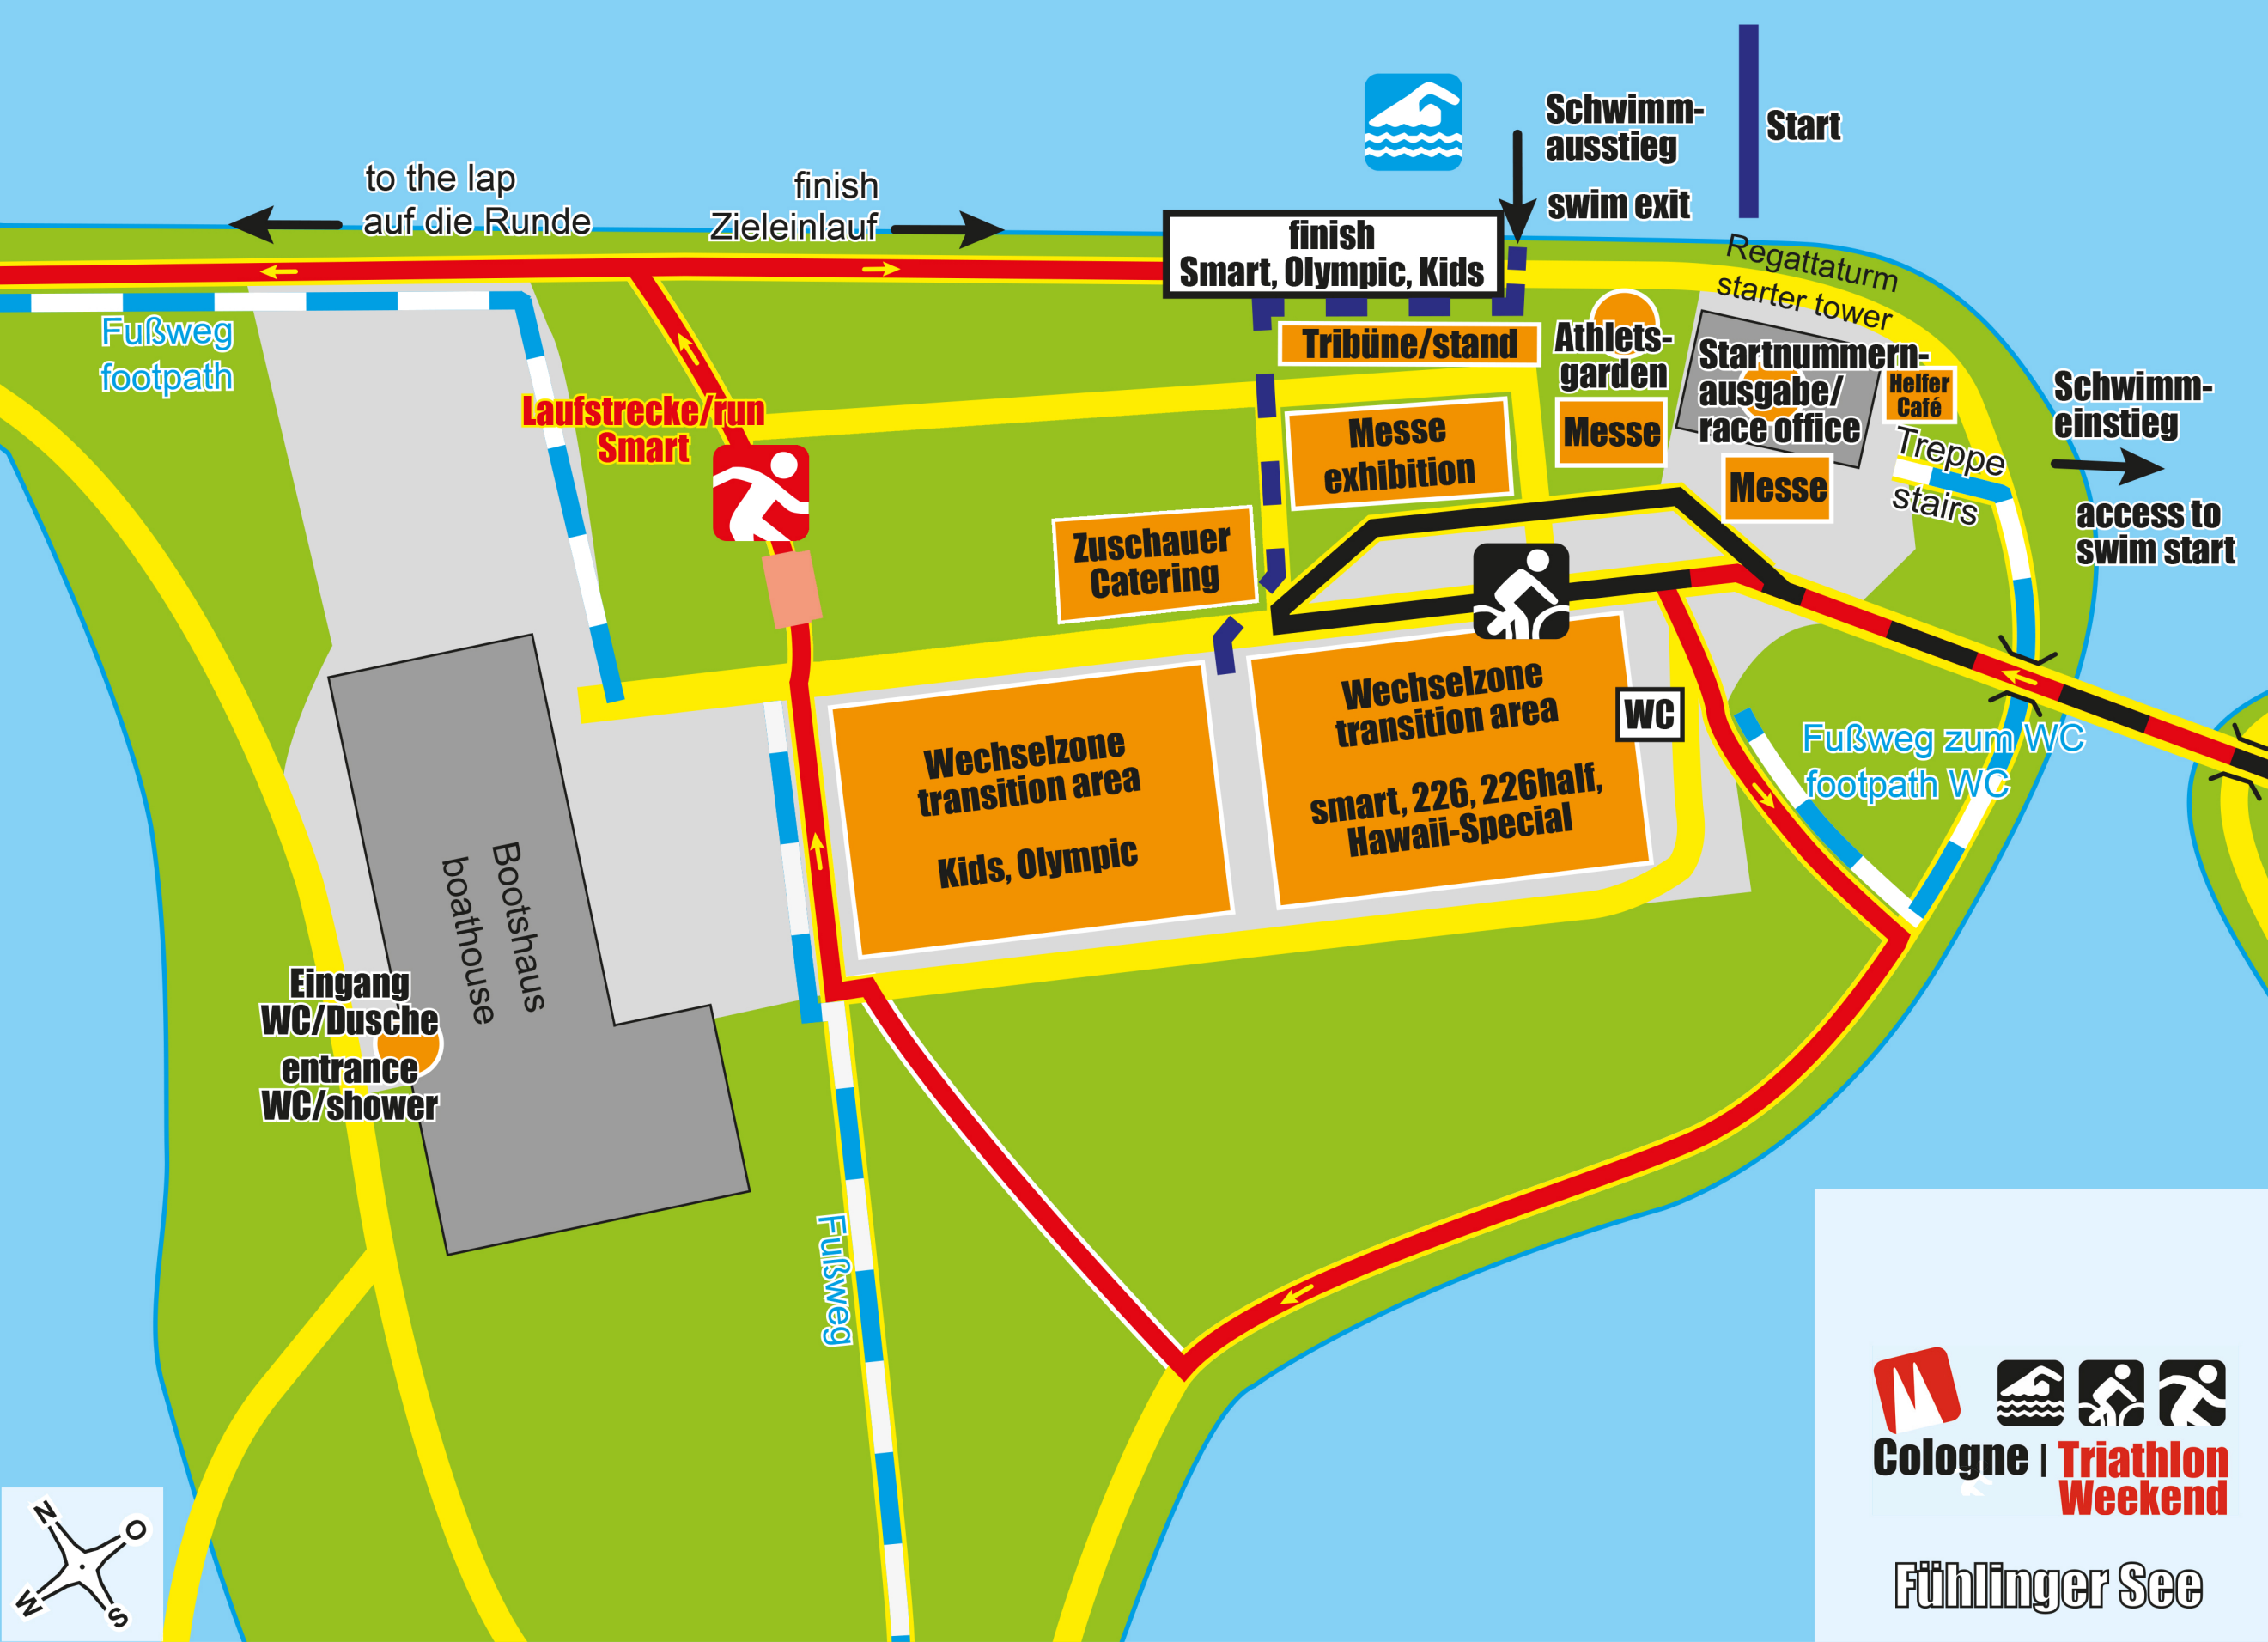 to the lap
auf die Runde
finish
Zieleinlauf
Schwimm-
ausstieg
swim exit
Start
finish
Smart, Olympic, Kids
Regattaturm
starter tower
Fußweg
footpath
Tribüne/stand
Athlets-
garden
Startnummern-
ausgabe/
race office
Helfer
Café
Schwimm-
einstieg
access to
swim start
Laufstrecke/run
Smart
Messe
exhibition
Messe
Messe
Treppe
stairs
Zuschauer
Catering
Wechselzone
transition area
Kids, Olympic
Wechselzone
transition area
smart, 226, 226half,
Hawaii-Special
WC
Fußweg zum WC
footpath WC
Bootshaus
boathouse
Eingang
WC/Dusche
entrance
WC/shower
Fußweg
Cologne | Triathlon
Weekend
Fühlinger See
N
O
W
S